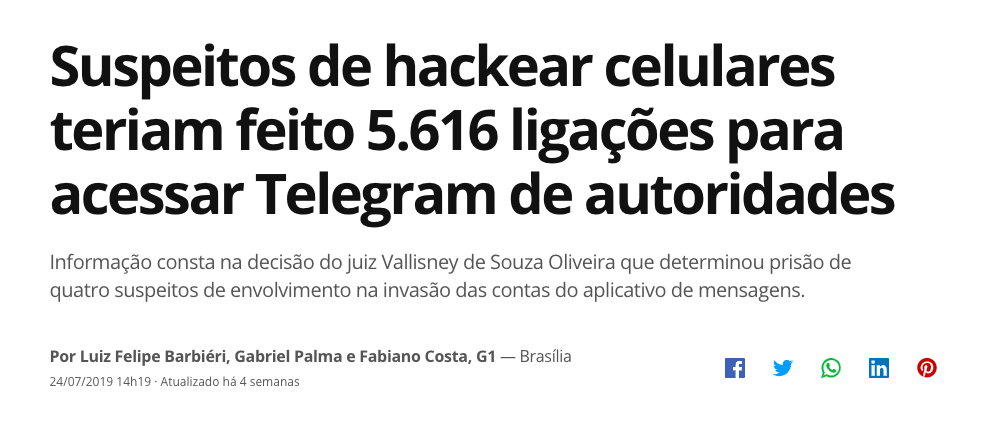 Suspeitos de hackear celulares
teriam feito 5.616 ligações para
acessar Telegram de autoridades
Informação consta na decisão do juiz Vallisney de Souza Oliveira que determinou prisão de
quatro suspeitos de envolvimento na invasão das contas do aplicativo de mensagens.
Por Luiz Felipe Barbiéri, Gabriel Palma e Fabiano Costa, G1 — Brasília
24/07/2019 14h19 · Atualizado há 4 semanas